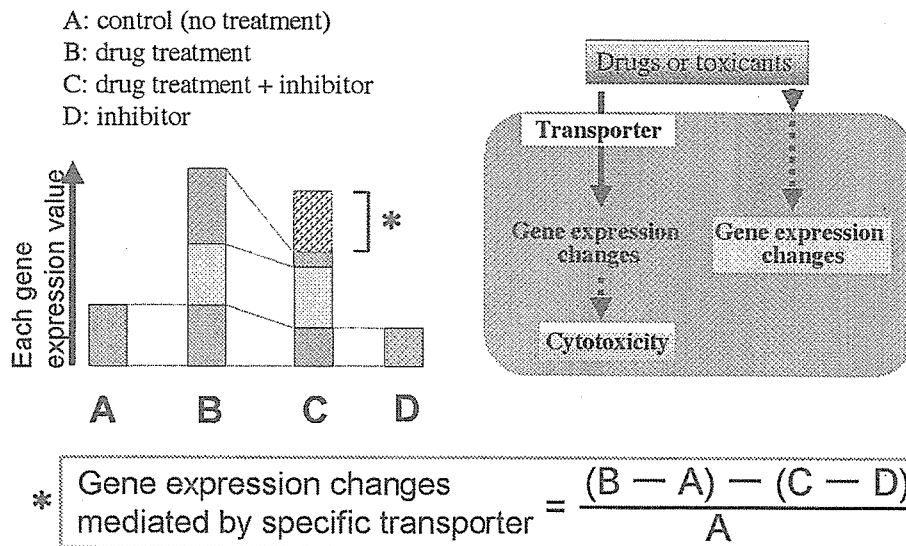 A: control (no treatment)
B: drug treatment
C: drug treatment + inhibitor
D: inhibitor
Each gene
expression value
*
A
B
C
D
Drugs or toxicants
Transporter
Gene expression
changes
Cytotoxicity
Gene expression
changes
* Gene expression changes
mediated by specific transporter = (B — A) — (C — D)
A